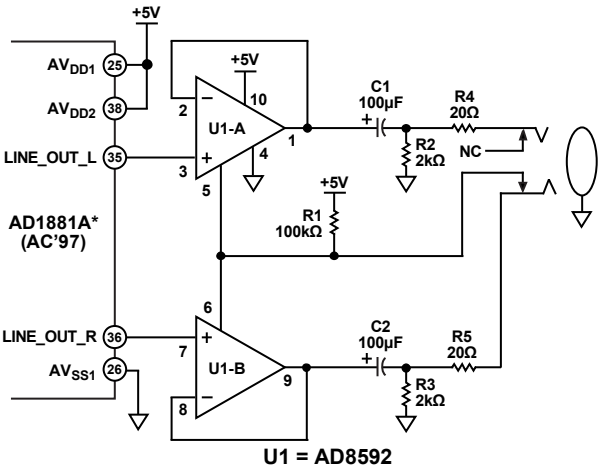 +5V
AVDD1
25
AVDD2
38
LINE_OUT_L
35
AD1881A*
(AC'97)
LINE_OUT_R
36
AVSS1
26
+5V
2
10
U1-A
1
3
4
5
C1
100µF
+
R4
20Ω
R2
2kΩ
NC
+5V
R1
100kΩ
6
7
U1-B
9
8
C2
100µF
+
R5
20Ω
R3
2kΩ
U1 = AD8592